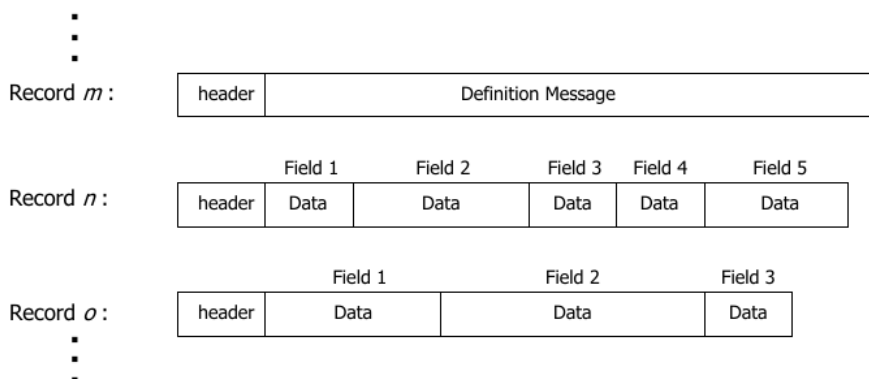 Record m :
header Definition Message
Field 1 Field 2 Field 3 Field 4 Field 5
Record n :
header Data Data Data Data Data
Field 1 Field 2 Field 3
Record o :
header Data Data Data